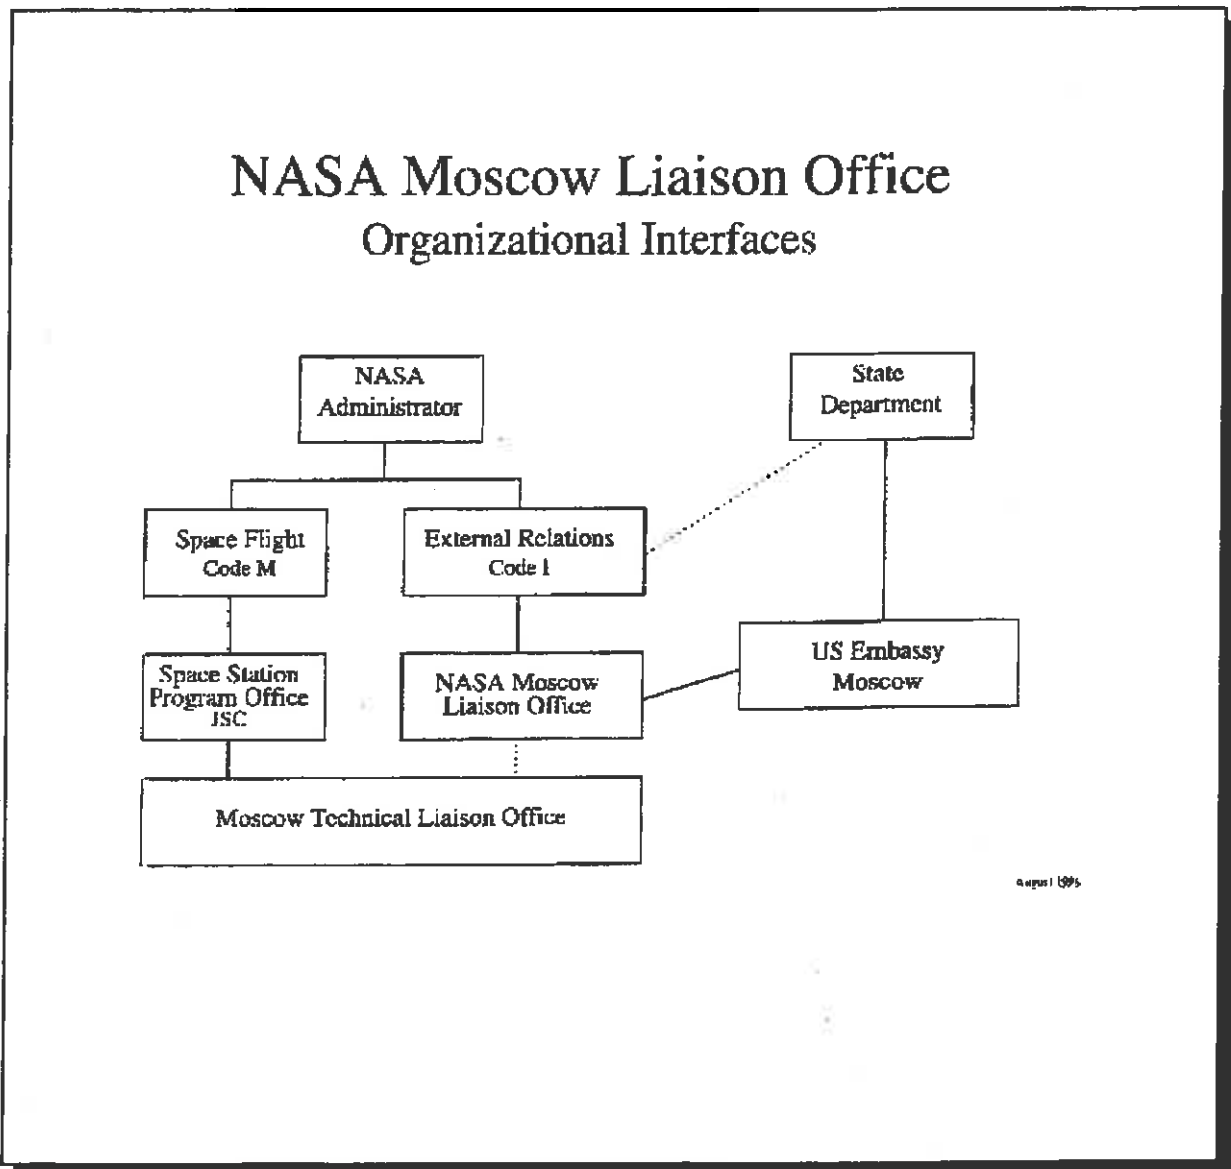 NASA Moscow Liaison Office
Organizational Interfaces
NASA
Administrator
State
Department
Space Flight
Code M
External Relations
Code I
Space Station
Program Office
JSC
NASA Moscow
Liaison Office
US Embassy
Moscow
Moscow Technical Liaison Office
August